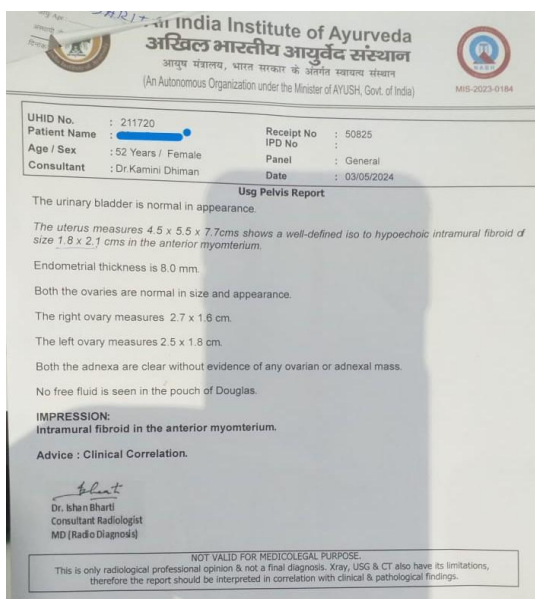 All India Institute of Ayurveda
अखिल भारतीय आयुर्वेद संस्थान
आयुष मंत्रालय, भारत सरकार के अंतर्गत स्वायत्त संस्थान
(An Autonomous Organization under the Minister of AYUSH, Govt. of India)
NABH
MIS-2023-0184
UHID No. : 211720
Patient Name :
Age / Sex : 52 Years / Female
Consultant : Dr.Kamini Dhiman
Receipt No : 50825
IPD No :
Panel : General
Date : 03/05/2024
Usg Pelvis Report
The urinary bladder is normal in appearance.
The uterus measures 4.5 x 5.5 x 7.7cms shows a well-defined iso to hypoechoic intramural fibroid of
size 1.8 x 2.1 cms in the anterior myomterium.
Endometrial thickness is 8.0 mm.
Both the ovaries are normal in size and appearance.
The right ovary measures 2.7 x 1.6 cm.
The left ovary measures 2.5 x 1.8 cm.
Both the adnexa are clear without evidence of any ovarian or adnexal mass.
No free fluid is seen in the pouch of Douglas.
IMPRESSION:
Intramural fibroid in the anterior myomterium.
Advice : Clinical Correlation.
Dr. Ishan Bharti
Consultant Radiologist
MD (Radio Diagnosis)
NOT VALID FOR MEDICOLEGAL PURPOSE.
This is only radiological professional opinion & not a final diagnosis. Xray, USG & CT also have its limitations,
therefore the report should be interpreted in correlation with clinical & pathological findings.